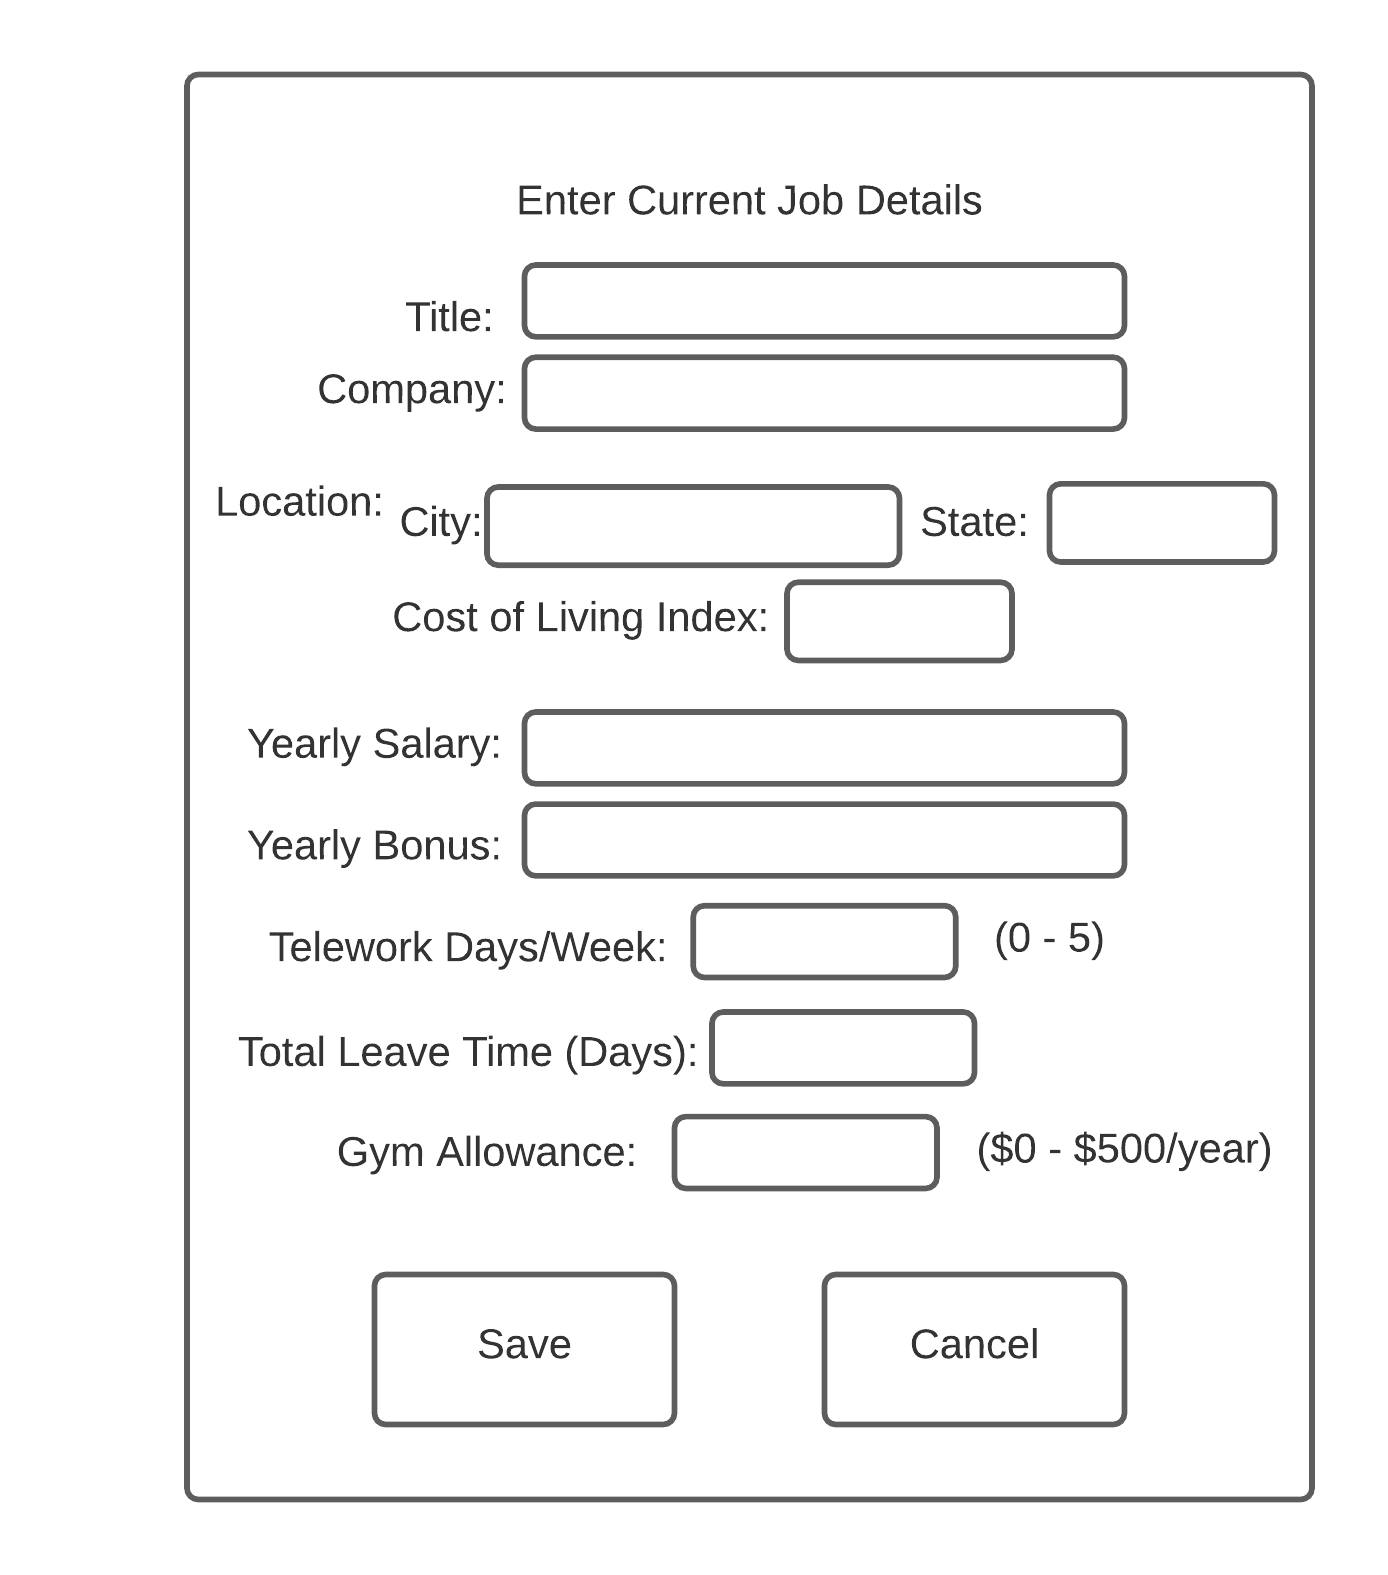 Enter Current Job Details
Title:
Company:
Location: City: State:
Cost of Living Index:
Yearly Salary:
Yearly Bonus:
Telework Days/Week: (0 - 5)
Total Leave Time (Days):
Gym Allowance: ($0 - $500/year)
Save Cancel